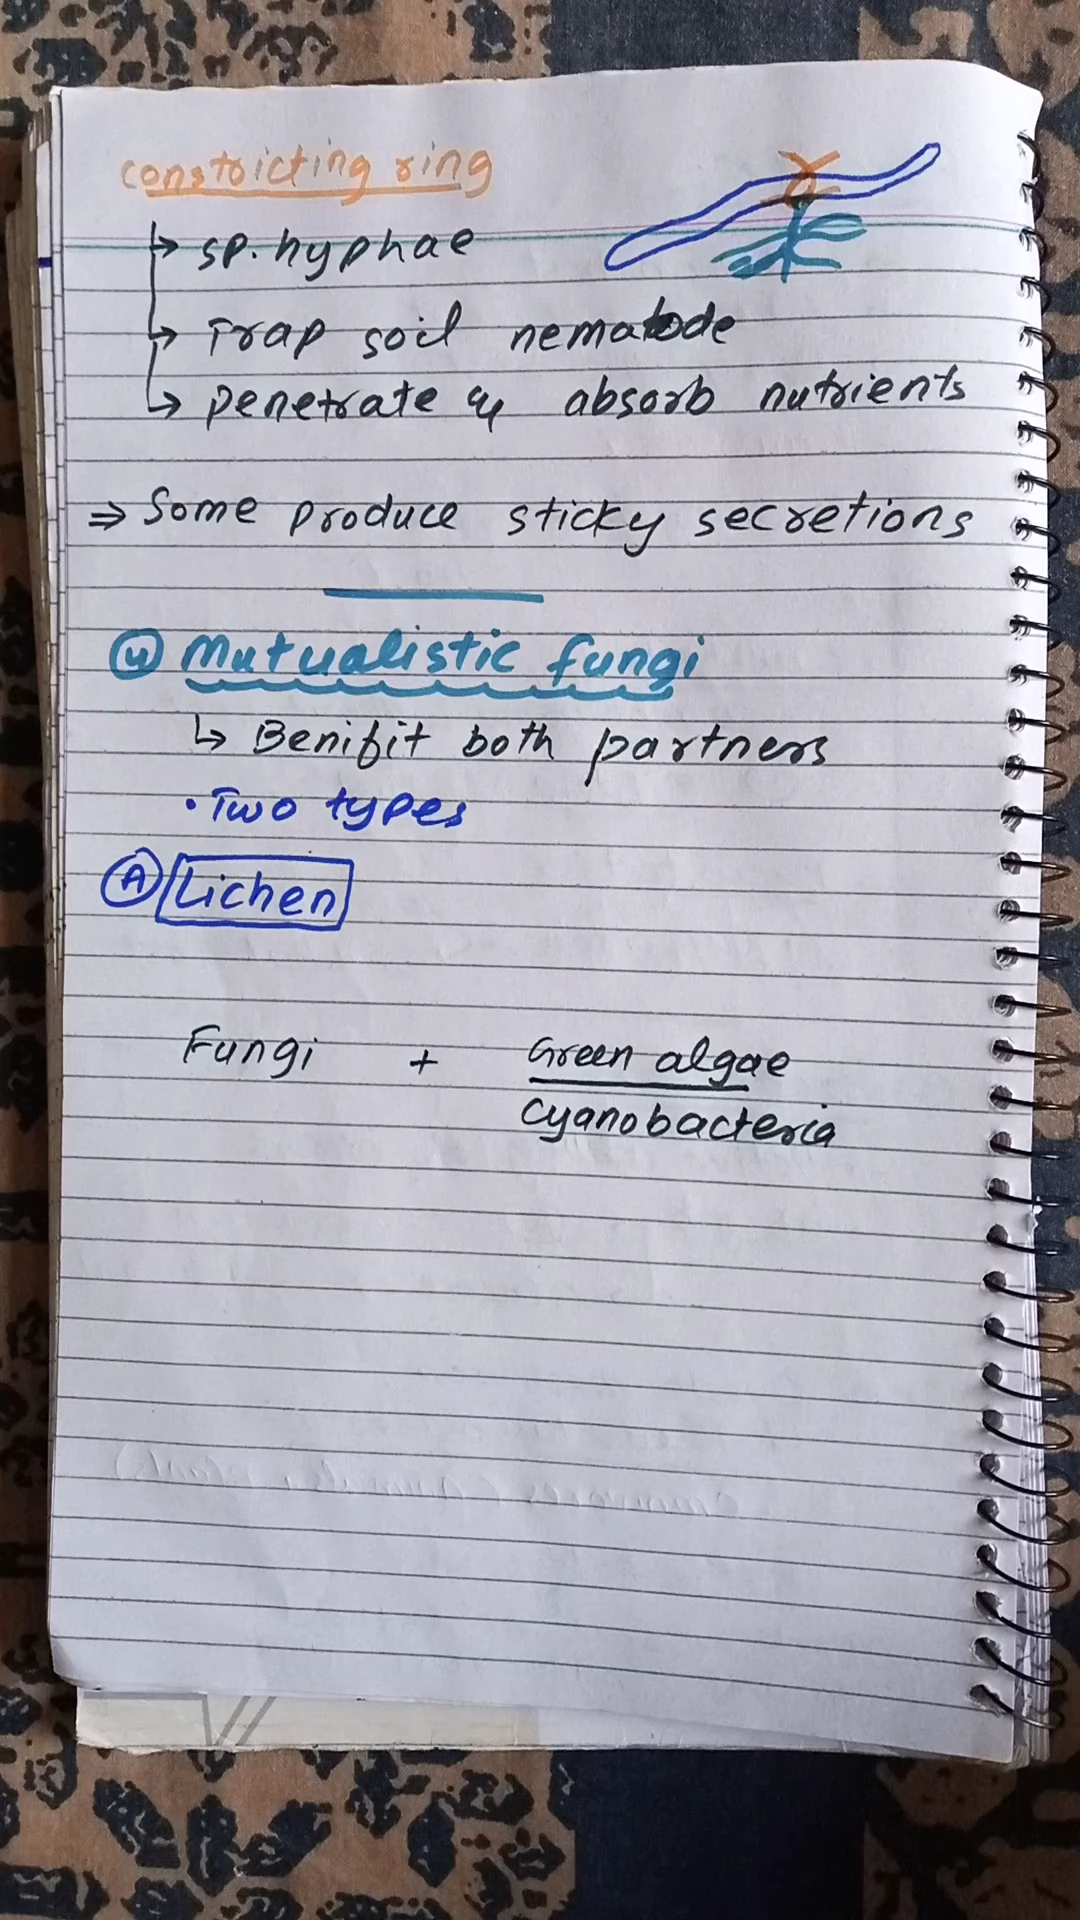 constricting ring
↳ sp. hyphae
↳ Trap soil nematode
↳ penetrate & absorb nutrients
⇒ Some produce sticky secretions
④ Mutualistic fungi
↳ Benifit both partners
• Two types
Ⓐ Lichen
Fungi + Green algae
Cyanobacteria